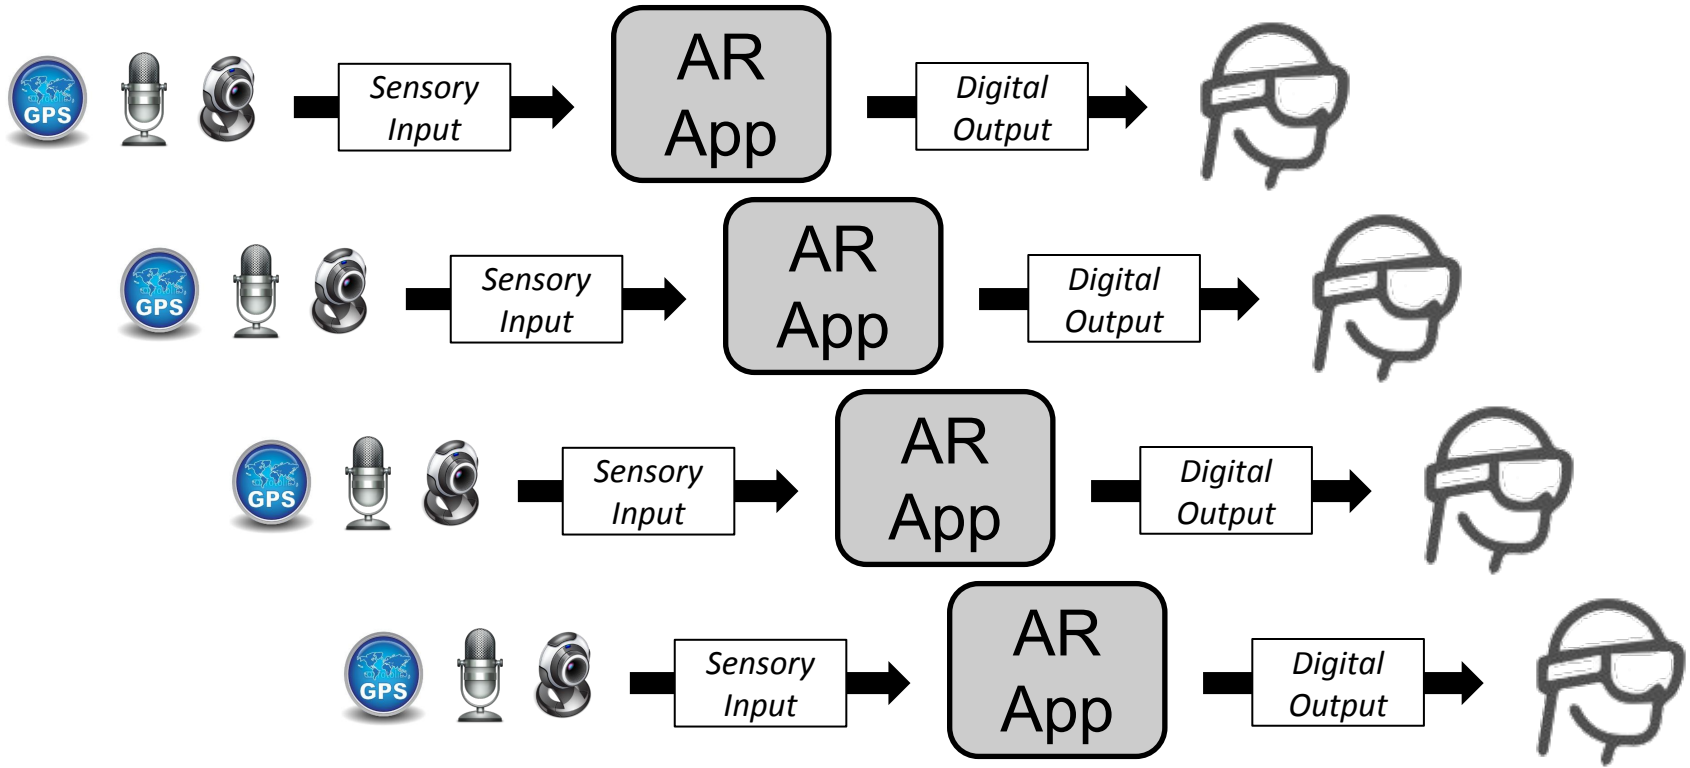 GPS
Sensory
Input
AR
App
Digital
Output
GPS
Sensory
Input
AR
App
Digital
Output
GPS
Sensory
Input
AR
App
Digital
Output
GPS
Sensory
Input
AR
App
Digital
Output